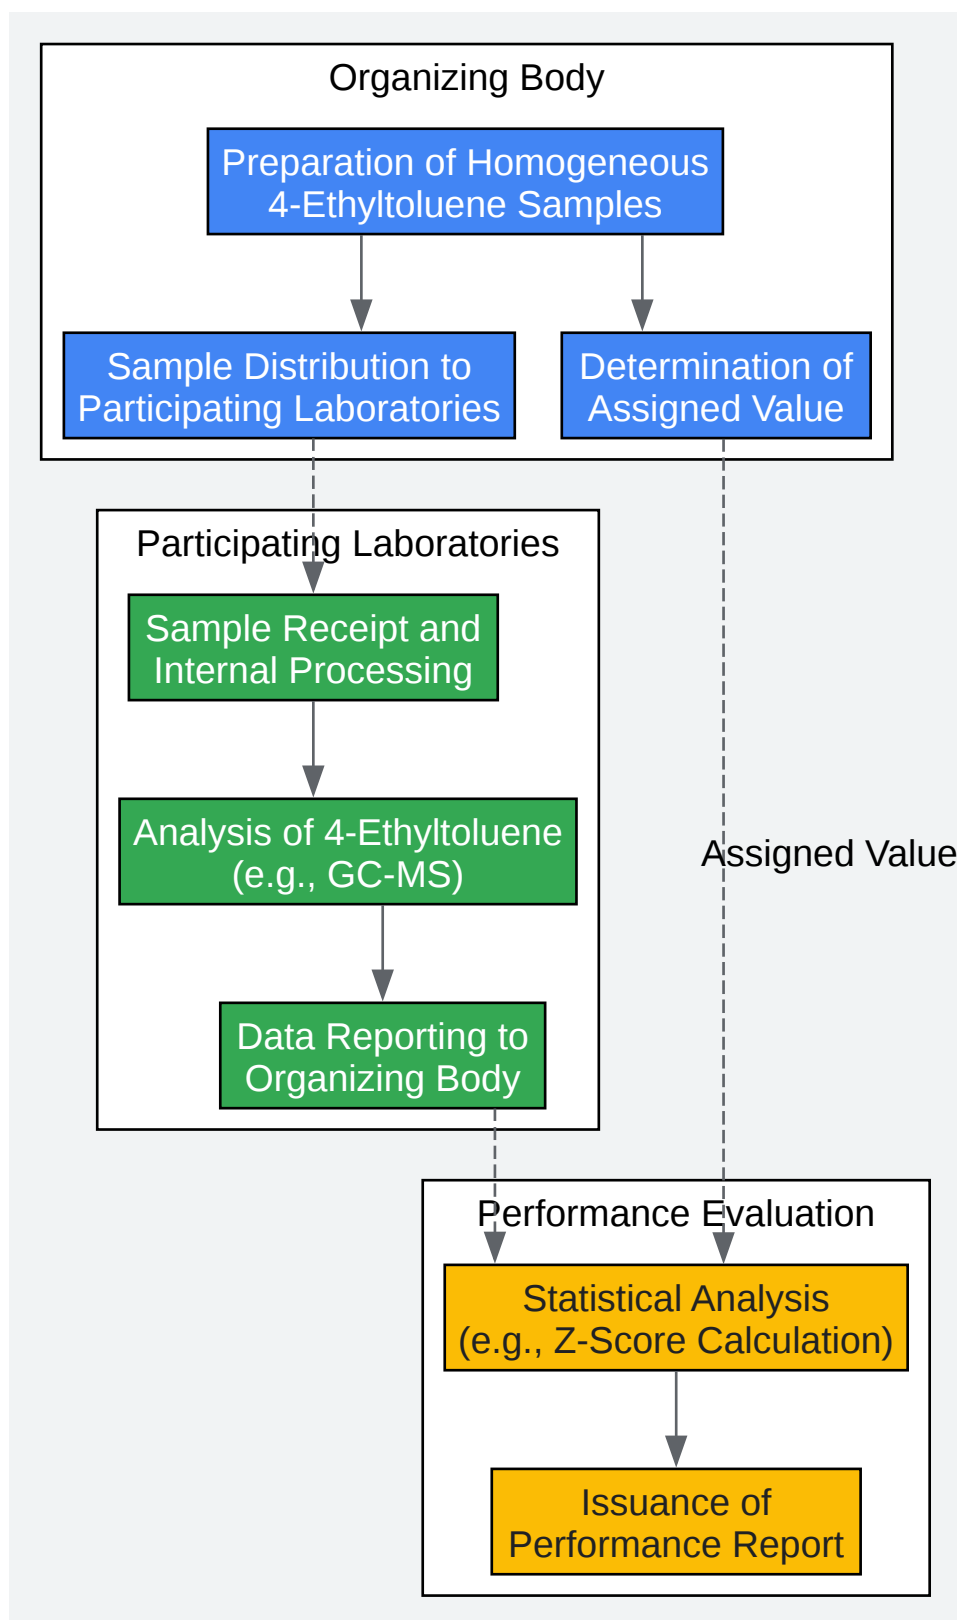 Organizing Body
Preparation of Homogeneous
4-Ethyltoluene Samples
Sample Distribution to
Participating Laboratories
Determination of
Assigned Value
Participating Laboratories
Sample Receipt and
Internal Processing
Analysis of 4-Ethyltoluene
(e.g., GC-MS)
Assigned Value
Data Reporting to
Organizing Body
Performance Evaluation
Statistical Analysis
(e.g., Z-Score Calculation)
Issuance of
Performance Report